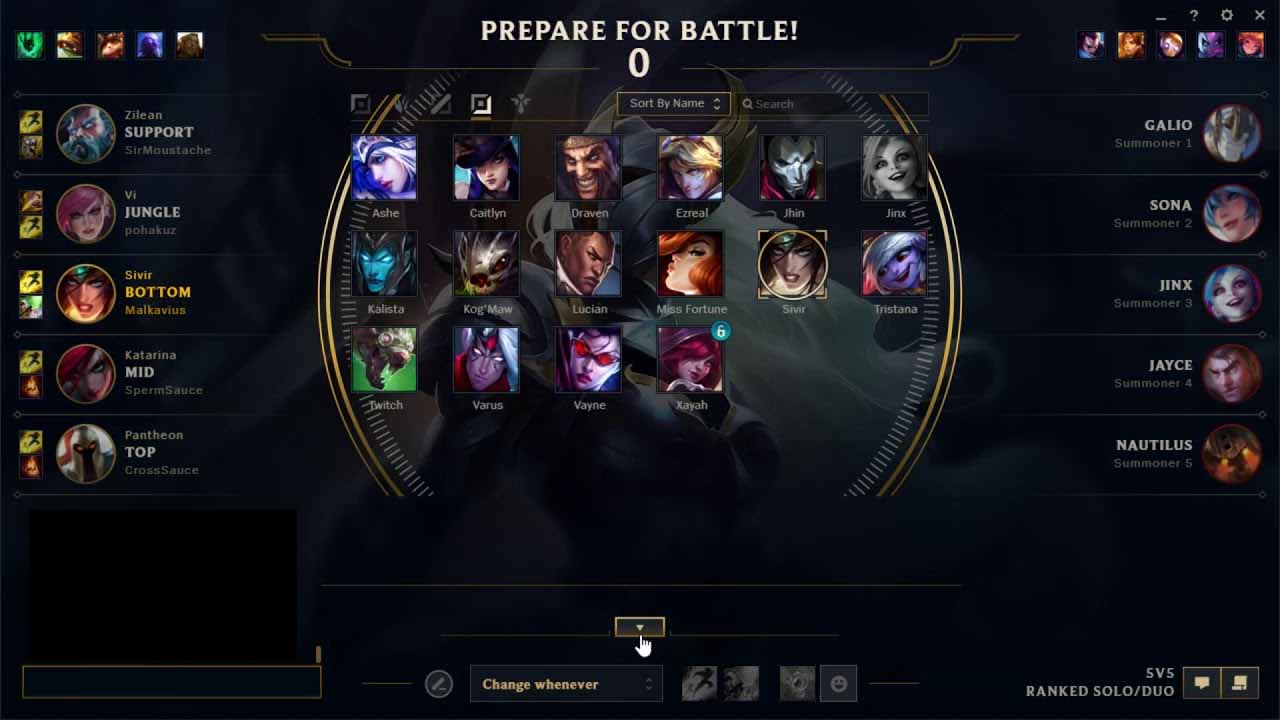 PREPARE FOR BATTLE!
0
?
Sort By Name
Search
Zilean
SUPPORT
SirMoustache
Vi
JUNGLE
pohakuz
Sivir
BOTTOM
Malkavius
Katarina
MID
SpermSauce
Pantheon
TOP
CrossSauce
Ashe
Caitlyn
Draven
Ezreal
Jhin
Jinx
Kalista
Kog'Maw
Lucian
Miss Fortune
Sivir
Tristana
6
Twitch
Varus
Vayne
Xayah
GALIO
Summoner 1
SONA
Summoner 2
JINX
Summoner 3
JAYCE
Summoner 4
NAUTILUS
Summoner 5
Change whenever
5V5
RANKED SOLO/DUO